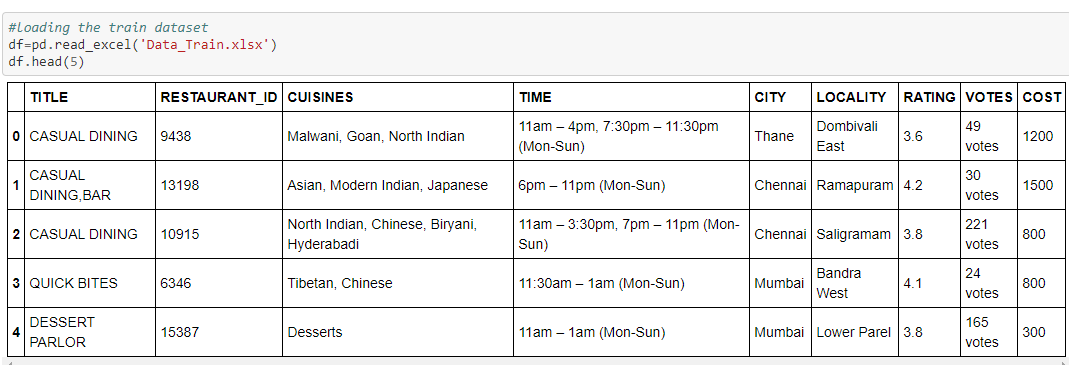 #Loading the train dataset
df=pd.read_excel('Data_Train.xlsx')
df.head(5)
TITLE RESTAURANT_ID CUISINES TIME CITY LOCALITY RATING VOTES COST
0 CASUAL DINING 9438 Malwani, Goan, North Indian 11am – 4pm, 7:30pm – 11:30pm (Mon-Sun) Thane Dombivali East 3.6 49 votes 1200
1 CASUAL DINING,BAR 13198 Asian, Modern Indian, Japanese 6pm – 11pm (Mon-Sun) Chennai Ramapuram 4.2 30 votes 1500
2 CASUAL DINING 10915 North Indian, Chinese, Biryani, Hyderabadi 11am – 3:30pm, 7pm – 11pm (Mon-Sun) Chennai Saligramam 3.8 221 votes 800
3 QUICK BITES 6346 Tibetan, Chinese 11:30am – 1am (Mon-Sun) Mumbai Bandra West 4.1 24 votes 800
4 DESSERT PARLOR 15387 Desserts 11am – 1am (Mon-Sun) Mumbai Lower Parel 3.8 165 votes 300